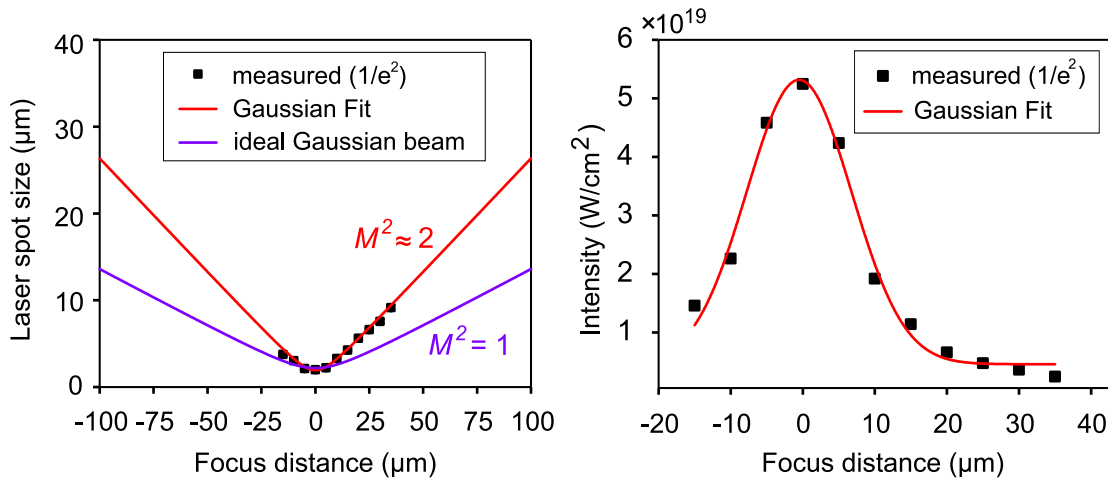 40
30
20
10
0
Laser spot size (μm)
measured (1/e²)
Gaussian Fit
ideal Gaussian beam
M² ≈ 2
M² = 1
-100 -75 -50 -25 0 25 50 75 100
Focus distance (μm)
×10¹⁹
6
5
4
3
2
1
Intensity (W/cm²)
measured (1/e²)
Gaussian Fit
-20 -10 0 10 20 30 40
Focus distance (μm)